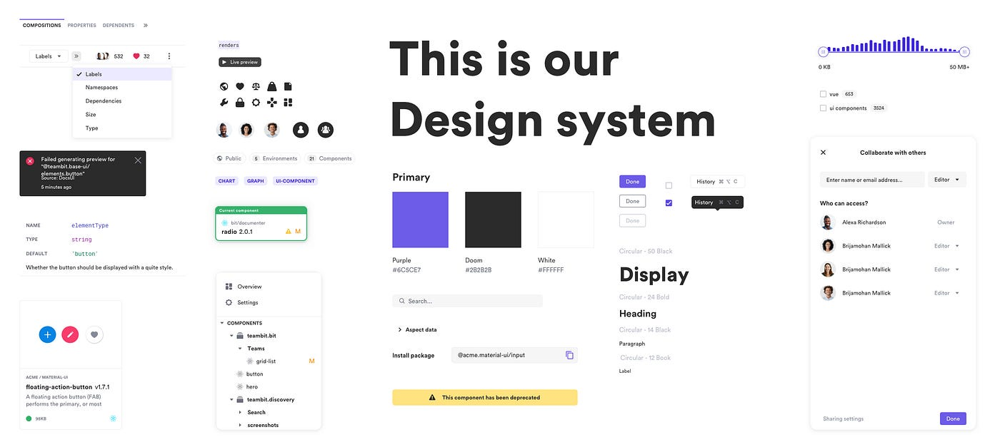 COMPOSITIONS PROPERTIES DEPENDENTS »
Labels » 532 32
Labels
Namespaces
Dependencies
Size
Type
Failed generating preview for
"@teambit.base-ui/
elements.button"
Source: DocsUI
5 minutes ago
NAME elementType
TYPE string
DEFAULT 'button'
Whether the button should be displayed with a quite style.
ACME / MATERIAL-UI
floating-action-button v1.7.1
A floating action button (FAB)
performs the primary, or most
98KB
renders
Live preview
Public 5 Environments 21 Components
CHART GRAPH UI-COMPONENT
Current component
bit/documenter
radio 2.0.1 M
Overview
Settings
COMPONENTS
teambit.bit
Teams
grid-list M
button
hero
teambit.discovery
Search
screenshots
This is our
Design system
Primary
Purple Doom White
#6C5CE7 #2B2B2B #FFFFFF
Search...
Aspect data
Install package @acme.material-ui/input
This component has been deprecated
Done History ⌘ ⌥ C
Done History ⌘ ⌥ C
Done
Circular - 50 Black
Display
Circular - 24 Bold
Heading
Circular - 14 Black
Paragraph
Circular - 12 Book
Label
0 KB 50 MB+
vue 653
ui components 3524
Collaborate with others
Enter name or email address... Editor
Who can access?
Alexa Richardson Owner
Brijamohan Mallick Editor
Brijamohan Mallick Editor
Brijamohan Mallick Editor
Sharing settings Done